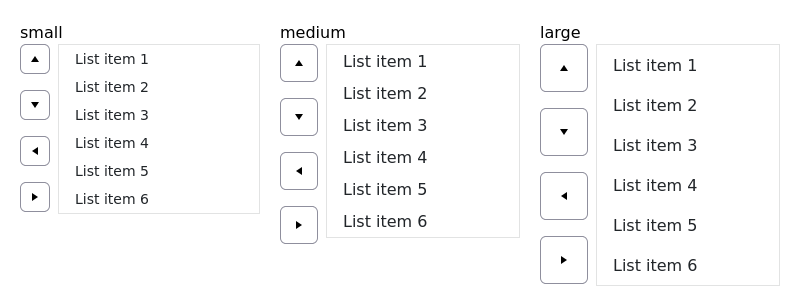 small
List item 1
List item 2
List item 3
List item 4
List item 5
List item 6
medium
List item 1
List item 2
List item 3
List item 4
List item 5
List item 6
large
List item 1
List item 2
List item 3
List item 4
List item 5
List item 6